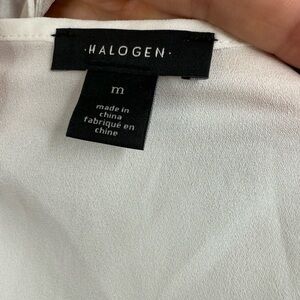 ·HALOGEN·
m
made in
china
fabriqué en
chine